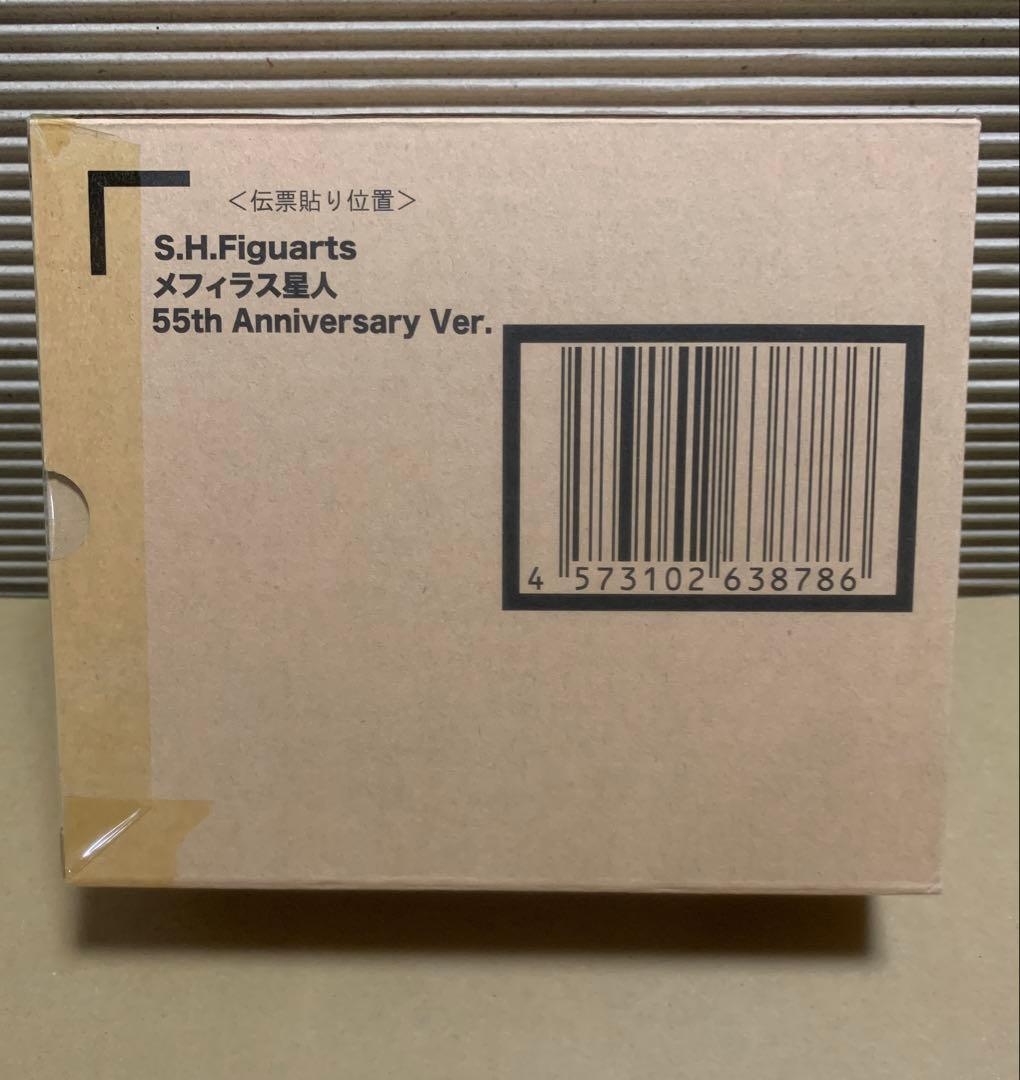 ＜伝票貼り位置＞
S.H.Figuarts
メフィラス星人
55th Anniversary Ver.
4 573102 638786